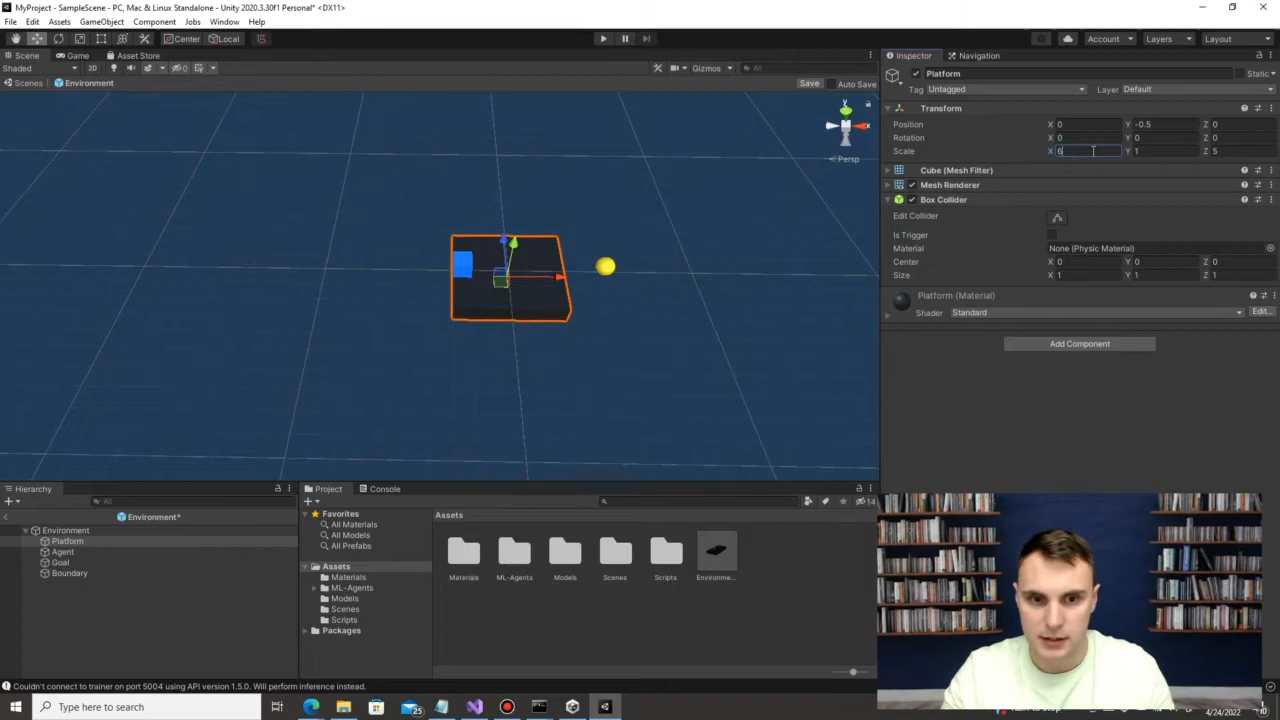 MyProject - SampleScene - PC, Mac & Linux Standalone - Unity 2020.3.30f1 Personal* <DX11>
File Edit Assets GameObject Component Jobs Window Help
Center Local Account Layers Layout
Scene Game Asset Store
Shaded 2D 0 Gizmos All
Scenes Environment Save Auto Save
y
x
Persp
Inspector Navigation
Platform Static
Tag Untagged Layer Default
Transform
Position X 0 Y -0.5 Z 0
Rotation X 0 Y 0 Z 0
Scale X 6 Y 1 Z 5
Cube (Mesh Filter)
Mesh Renderer
Box Collider
Edit Collider
Is Trigger
Material None (Physic Material)
Center X 0 Y 0 Z 0
Size X 1 Y 1 Z 1
Platform (Material)
Shader Standard Edit...
Add Component
Hierarchy
All
Environment*
Environment
Platform
Agent
Goal
Boundary
Project Console
14
Favorites
All Materials
All Models
All Prefabs
Assets
Materials
ML-Agents
Models
Scenes
Scripts
Packages
Assets
Materials ML-Agents Models Scenes Scripts Environme...
Couldn't connect to trainer on port 5004 using API version 1.5.0. Will perform inference instead.
Type here to search
25
4/24/2022